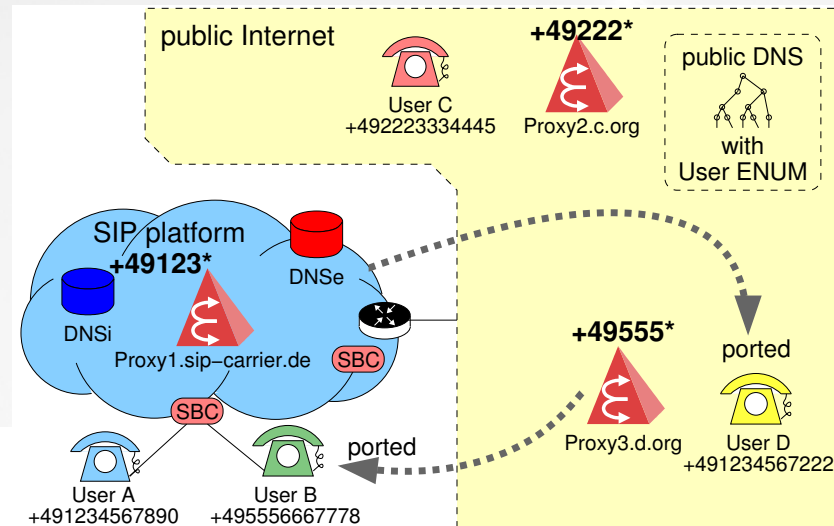 public Internet
+49222*
User C
+492223334445
Proxy2.c.org
public DNS
with
User ENUM
SIP platform
+49123*
DNSe
DNSi
Proxy1.sip−carrier.de
SBC
SBC
+49555*
ported
Proxy3.d.org
User D
+491234567222
ported
User A
+491234567890
User B
+495556667778